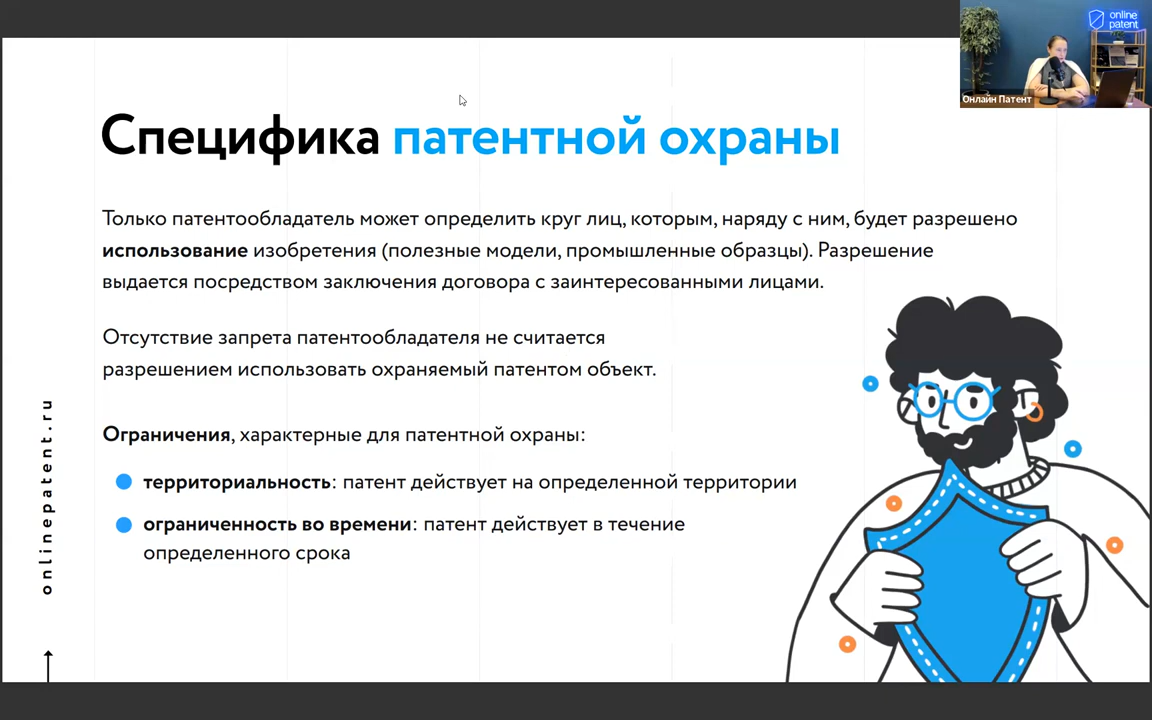 online
patent
Онлайн Патент
Специфика патентной охраны
Только патентообладатель может определить круг лиц, которым, наряду с ним, будет разрешено
использование изобретения (полезные модели, промышленные образцы). Разрешение
выдается посредством заключения договора с заинтересованными лицами.
Отсутствие запрета патентообладателя не считается
разрешением использовать охраняемый патентом объект.
Ограничения, характерные для патентной охраны:
территориальность: патент действует на определенной территории
ограниченность во времени: патент действует в течение
определенного срока
onlinepatent.ru